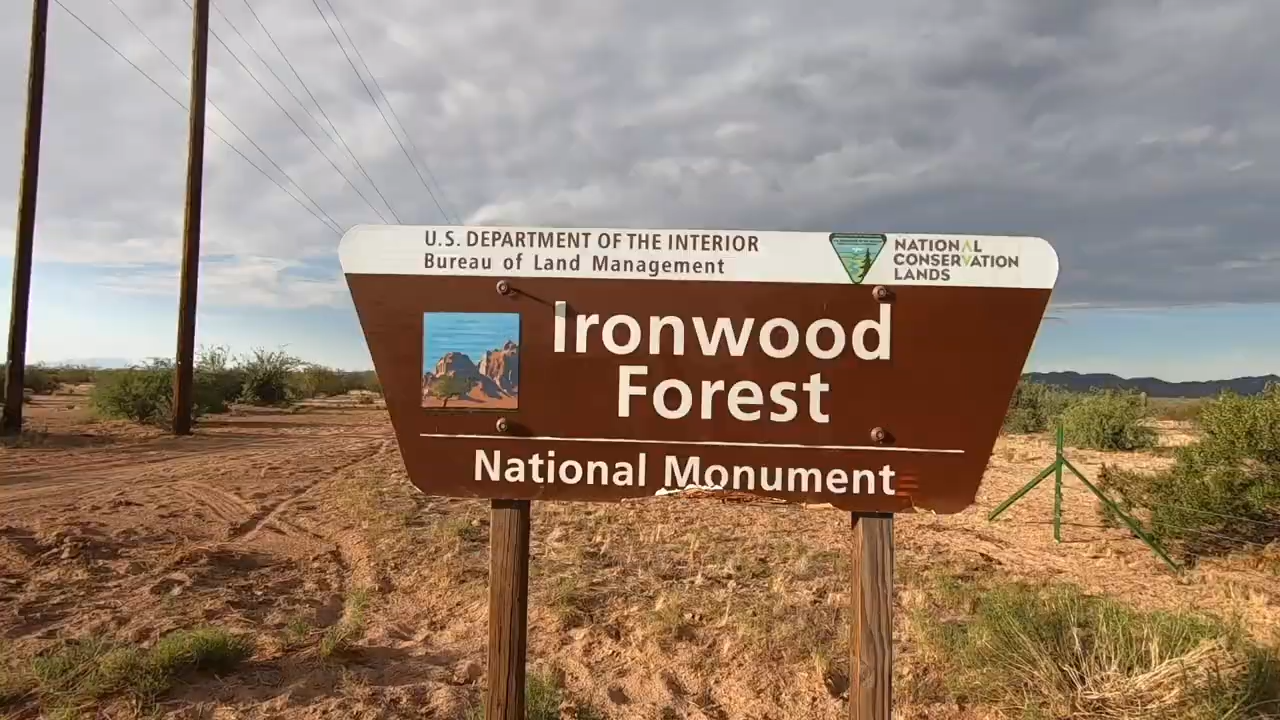 U.S. DEPARTMENT OF THE INTERIOR
Bureau of Land Management
NATIONAL
CONSERVATION
LANDS
Ironwood
Forest
National Monument